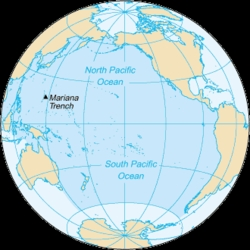 North Pacific
Ocean
Mariana
Trench
South Pacific
Ocean